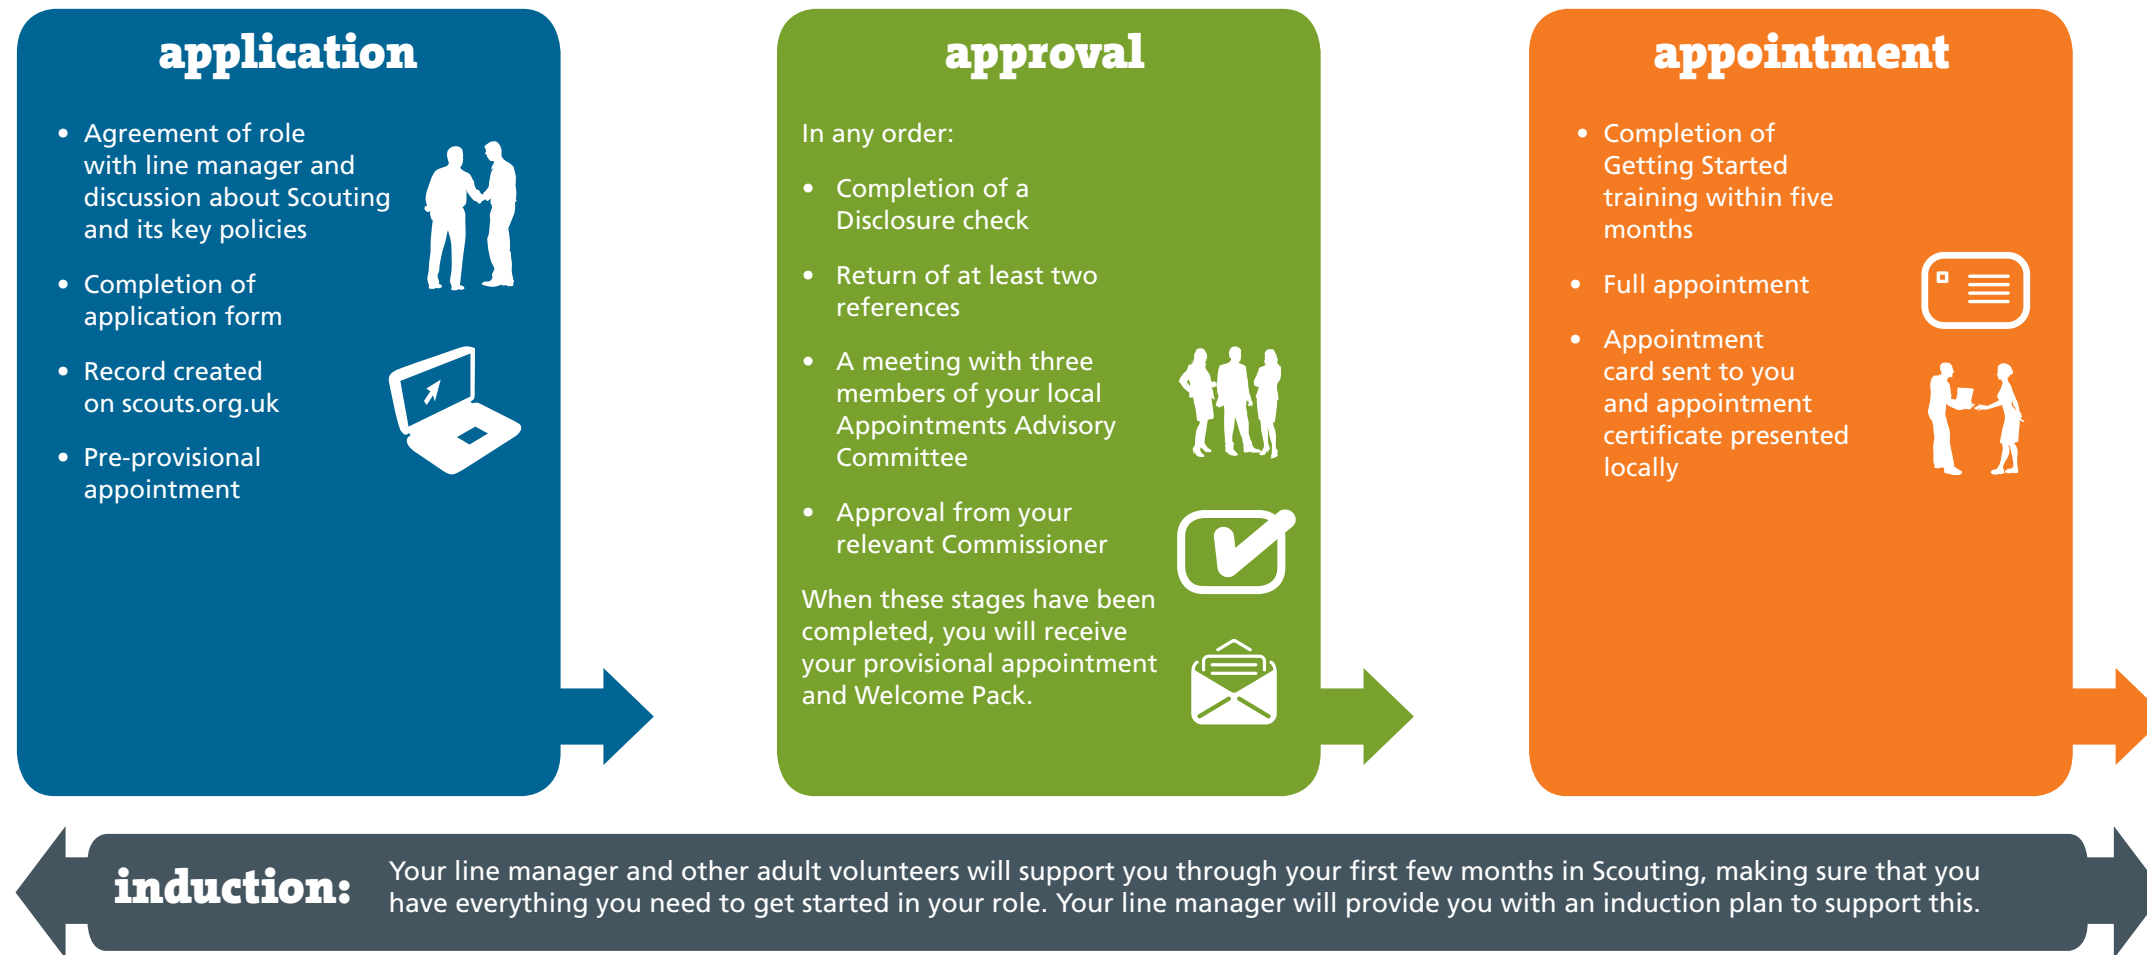 application
• Agreement of role
with line manager and
discussion about Scouting
and its key policies
• Completion of
application form
• Record created
on scouts.org.uk
• Pre-provisional
appointment
approval
In any order:
• Completion of a
Disclosure check
• Return of at least two
references
• A meeting with three
members of your local
Appointments Advisory
Committee
• Approval from your
relevant Commissioner
When these stages have been
completed, you will receive
your provisional appointment
and Welcome Pack.
appointment
• Completion of
Getting Started
training within five
months
• Full appointment
• Appointment
card sent to you
and appointment
certificate presented
locally
induction:
Your line manager and other adult volunteers will support you through your first few months in Scouting, making sure that you
have everything you need to get started in your role. Your line manager will provide you with an induction plan to support this.